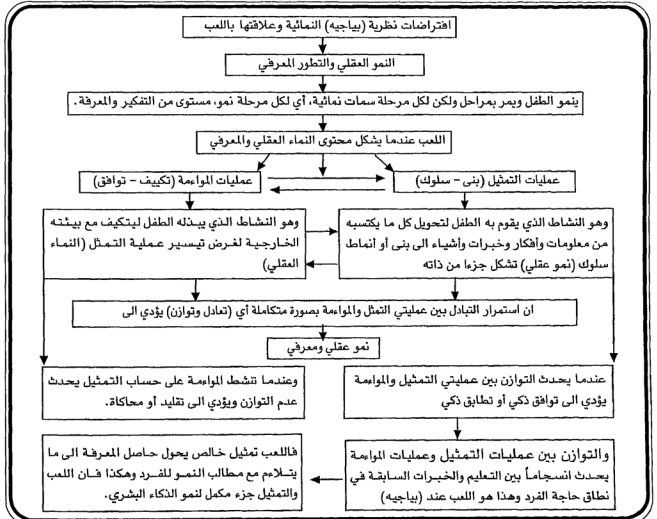 افتراضات نظرية (بياجيه) النمائية وعلاقتها باللعب
النمو العقلي والتطور المعرفي
ينمو الطفل ويمر بمراحل ولكن لكل مرحلة سمات نمائية، أي لكل مرحلة نمو، مستوى من التفكير والمعرفة.
اللعب عندما يشكل محتوى النماء العقلي والمعرفي
عمليات التمثيل (بنى – سلوك)
عمليات المواءمة (تكييف – توافق)
وهو النشاط الذي يقوم به الطفل لتحويل كل ما يكتسبه
من معلومات وأفكار وخبرات وأشياء الى بنى أو أنماط
سلوك (نمو عقلي) تشكل جزءا من ذاته
وهو النشاط الذي يبذله الطفل ليتكيف مع بيئته
الخارجية لغرض تيسير عملية التمثل (النماء
العقلي)
ان استمرار التبادل بين عمليتي التمثل والمواءمة بصورة متكاملة أي (تعادل وتوازن) يؤدي الى
نمو عقلي ومعرفي
عندما يحدث التوازن بين عمليتي التمثيل والمواءمة
يؤدي الى توافق ذكي أو تطابق ذكي
وعندما تنشط المواءمة على حساب التمثيل يحدث
عدم التوازن ويؤدي الى تقليد أو محاكاة.
والتوازن بين عمليات التمثيل وعمليات المواءمة
يحدث انسجاماً بين التعليم والخبرات السابقة في
نطاق حاجة الفرد وهذا هو اللعب عند (بياجيه)
فاللعب تمثيل خالص يحول حاصل المعرفة الى ما
يتلاءم مع مطالب النمو للفرد وهكذا فان اللعب
والتمثيل جزء مكمل لنمو الذكاء البشري.